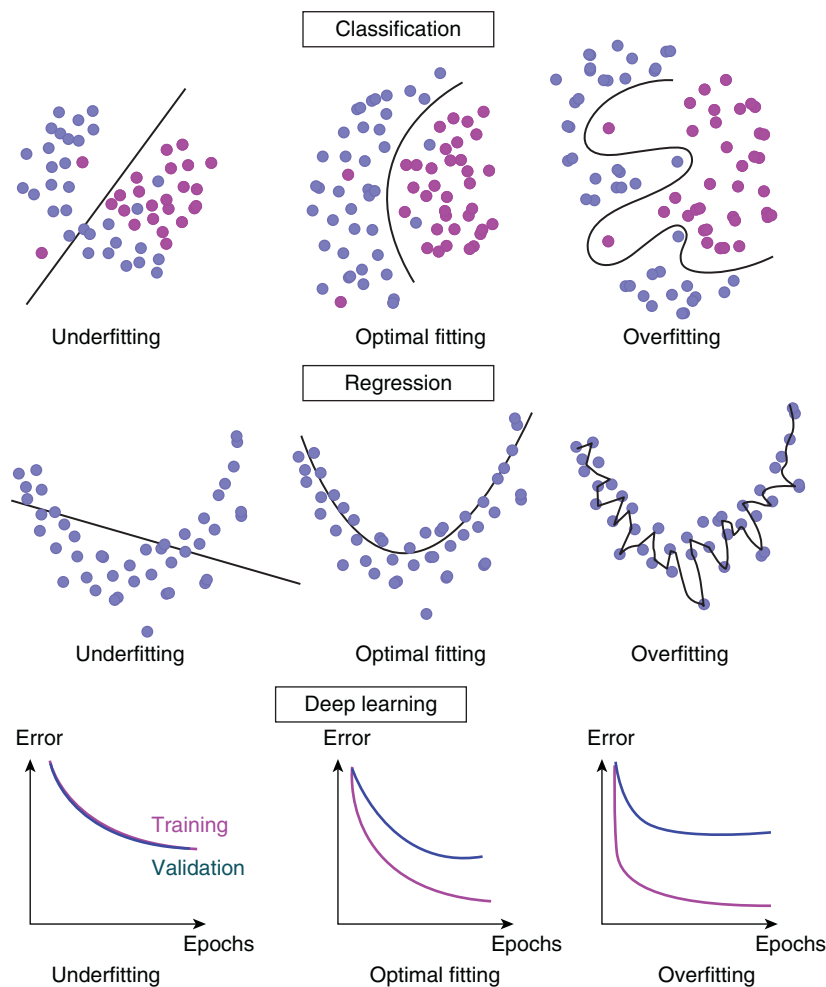 Classification
Underfitting
Optimal fitting
Overfitting
Regression
Underfitting
Optimal fitting
Overfitting
Deep learning
Error
Error
Error
Training
Validation
Epochs
Epochs
Epochs
Underfitting
Optimal fitting
Overfitting